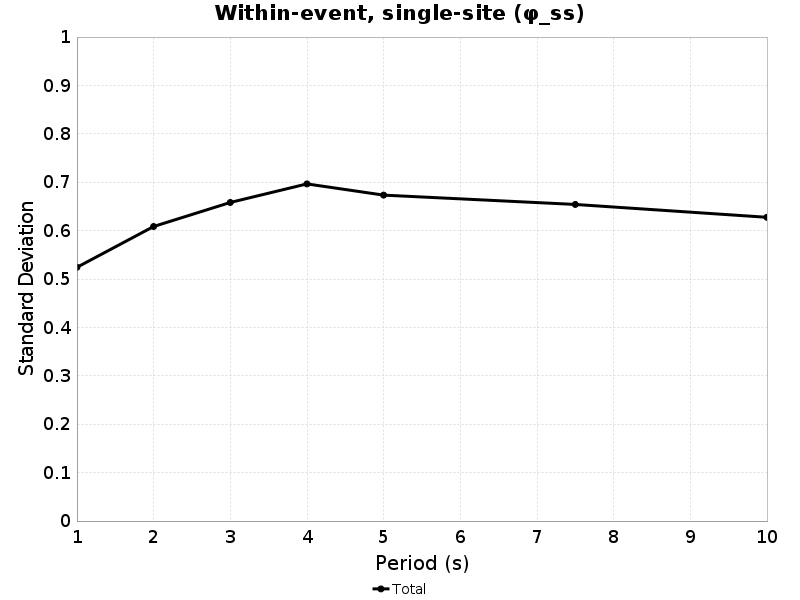 Within-event, single-site (φ_ss)
Standard Deviation
1
0.9
0.8
0.7
0.6
0.5
0.4
0.3
0.2
0.1
0
1 2 3 4 5 6 7 8 9 10
Period (s)
Total